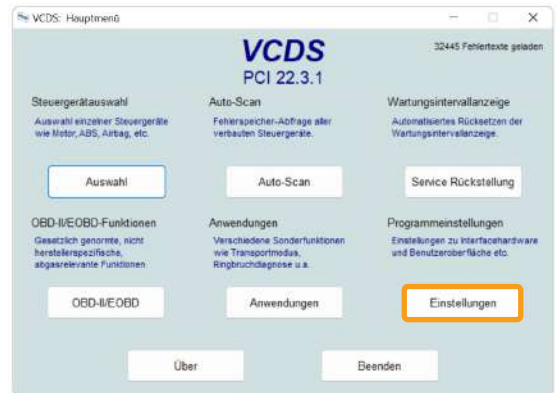 VCDS: Hauptmenü
VCDS
PCI 22.3.1
32445 Fehlertexte geladen
Steuergerätauswahl
Auswahl einzelner Steuergeräte
wie Motor, ABS, Airbag, etc.
Auswahl
Auto-Scan
Fehlerspeicher-Abfrage aller
verbauten Steuergeräte.
Auto-Scan
Wartungsintervallanzeige
Automatisiertes Rücksetzen der
Wartungsintervallanzeige.
Service Rückstellung
OBD-II/EOBD-Funktionen
Gesetzlich genormte, nicht
herstellerspezifische,
abgasrelevante Funktionen
OBD-II/EOBD
Anwendungen
Verschiedene Sonderfunktionen
wie Transportmodus,
Ringbruchdiagnose u.a.
Anwendungen
Programmeinstellungen
Einstellungen zu Interfacehardware
und Benutzeroberfläche etc.
Einstellungen
Über
Beenden